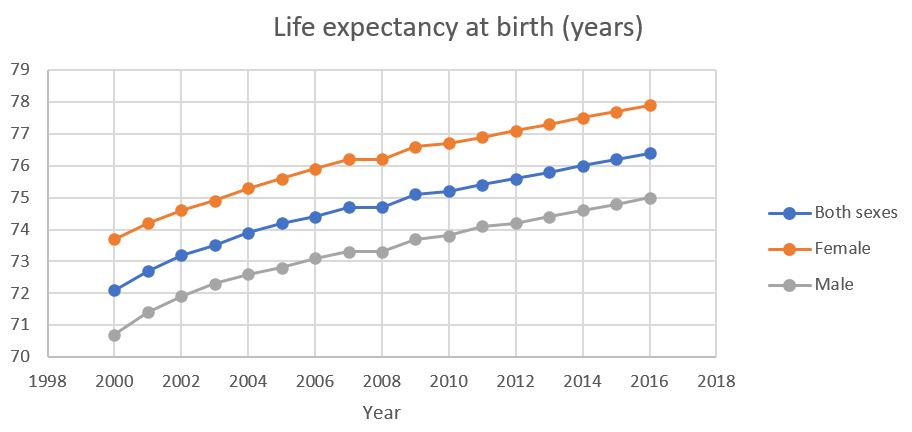 Life expectancy at birth (years)
79
78
77
76
75
74
73
72
71
70
1998 2000 2002 2004 2006 2008 2010 2012 2014 2016 2018
Year
Both sexes
Female
Male